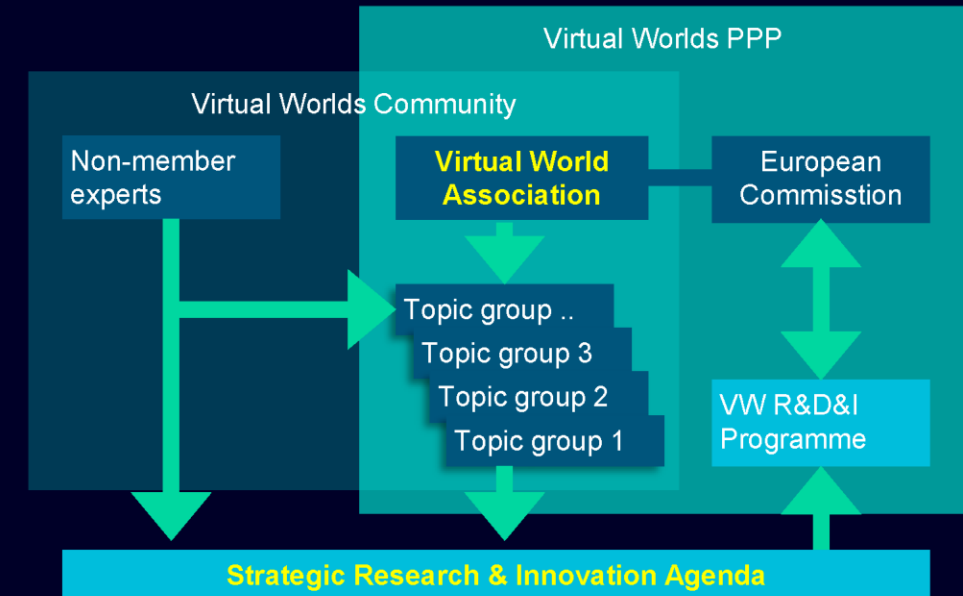 Virtual Worlds PPP
Virtual Worlds Community
Non-member
experts
Virtual World
Association
European
Commisstion
Topic group ..
Topic group 3
Topic group 2
Topic group 1
VW R&D&I
Programme
Strategic Research & Innovation Agenda